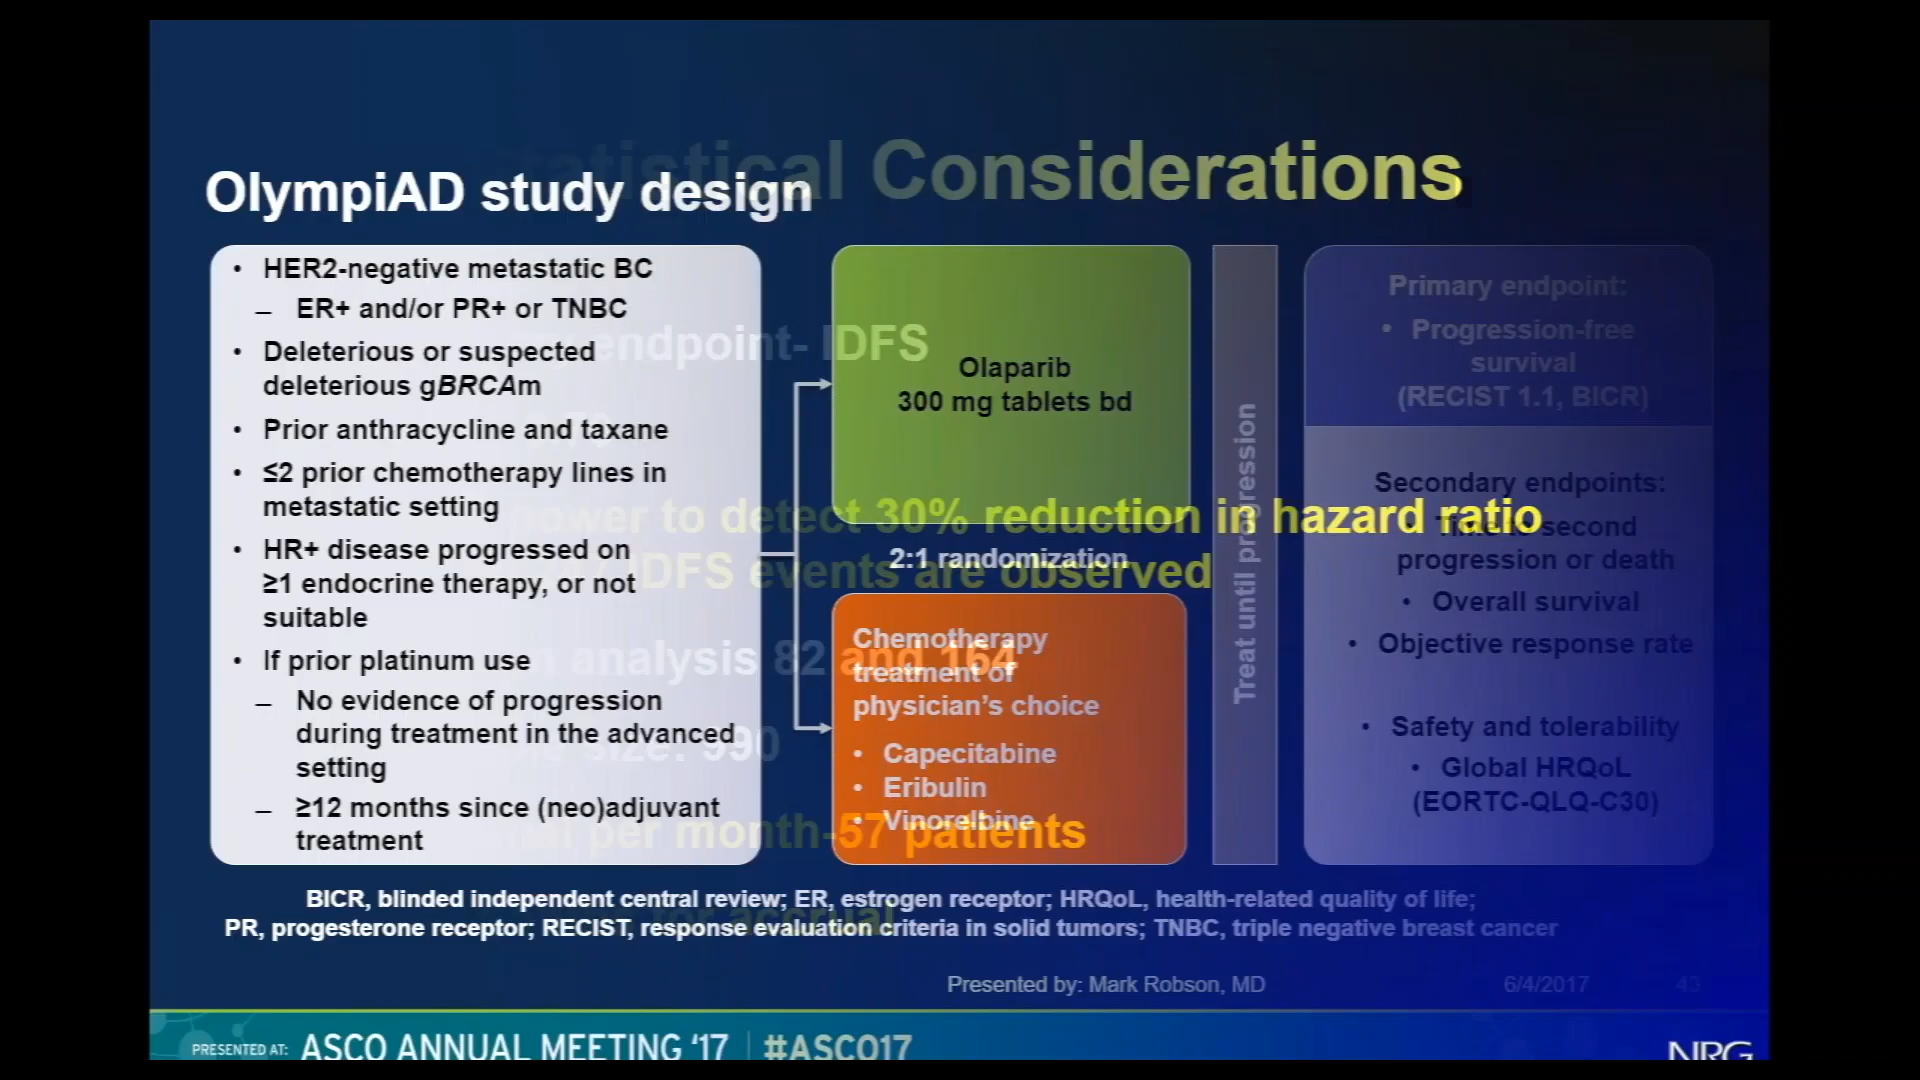 Statistical Considerations
OlympiAD study design
• HER2-negative metastatic BC
– ER+ and/or PR+ or TNBC
• Deleterious or suspected
deleterious gBRCAm
• Prior anthracycline and taxane
• ≤2 prior chemotherapy lines in
metastatic setting
• HR+ disease progressed on
≥1 endocrine therapy, or not
suitable
• If prior platinum use
– No evidence of progression
during treatment in the advanced
setting
– ≥12 months since (neo)adjuvant
treatment
Olaparib
300 mg tablets bd
2:1 randomization
Chemotherapy
treatment of
physician's choice
• Capecitabine
• Eribulin
• Vinorelbine
Treat until progression
Primary endpoint:
• Progression-free
survival
(RECIST 1.1, BICR)
Secondary endpoints:
• Time to second
progression or death
• Overall survival
• Objective response rate
• Safety and tolerability
• Global HRQoL
(EORTC-QLQ-C30)
endpoint- IDFS
power to detect 30% reduction in hazard ratio
IDFS events are observed
analysis 82 and 164
size: 990
per month-57 patients
for accrual
BICR, blinded independent central review; ER, estrogen receptor; HRQoL, health-related quality of life;
PR, progesterone receptor; RECIST, response evaluation criteria in solid tumors; TNBC, triple negative breast cancer
Presented by: Mark Robson, MD
6/4/2017
43
PRESENTED AT: ASCO ANNUAL MEETING '17 | #ASCO17
NRG